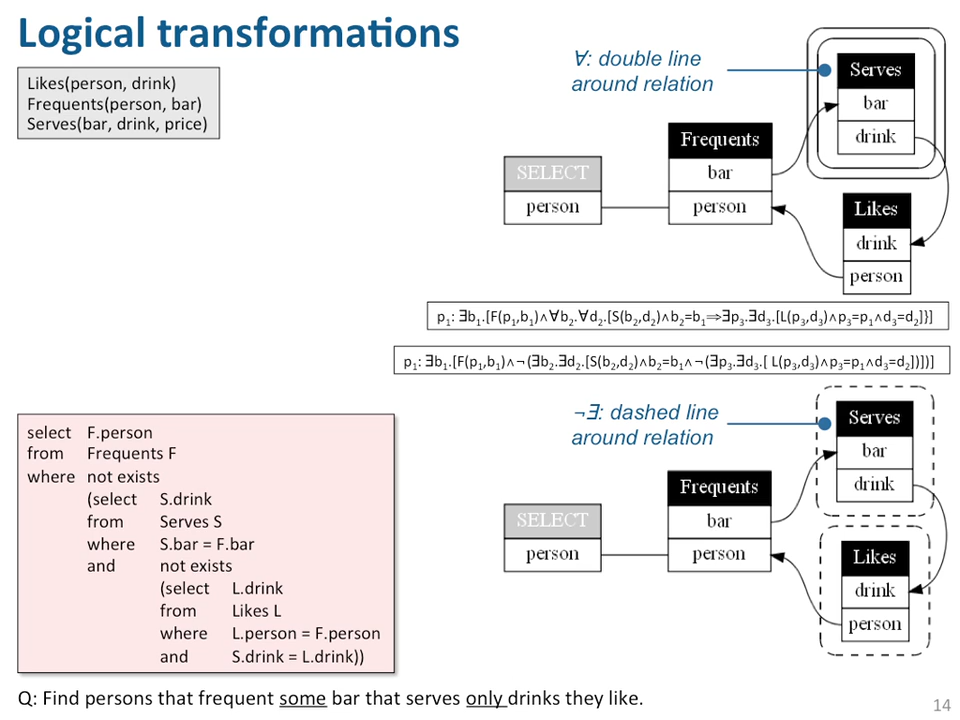 Logical transformations
Likes(person, drink)
Frequents(person, bar)
Serves(bar, drink, price)
∀: double line
around relation
SELECT
person
Frequents
bar
person
Serves
bar
drink
Likes
drink
person
p₁: ∃b₁.[F(p₁,b₁)∧∀b₂.∀d₂.[S(b₂,d₂)∧b₂=b₁⇒∃p₃.∃d₃.[L(p₃,d₃)∧p₃=p₁∧d₃=d₂]}]
p₁: ∃b₁.[F(p₁,b₁)∧¬(∃b₂.∃d₂.[S(b₂,d₂)∧b₂=b₁∧¬(∃p₃.∃d₃.[ L(p₃,d₃)∧p₃=p₁∧d₃=d₂])])]
select F.person
from Frequents F
where not exists
(select S.drink
from Serves S
where S.bar = F.bar
and not exists
(select L.drink
from Likes L
where L.person = F.person
and S.drink = L.drink))
¬∃: dashed line
around relation
SELECT
person
Frequents
bar
person
Serves
bar
drink
Likes
drink
person
Q: Find persons that frequent some bar that serves only drinks they like.
14